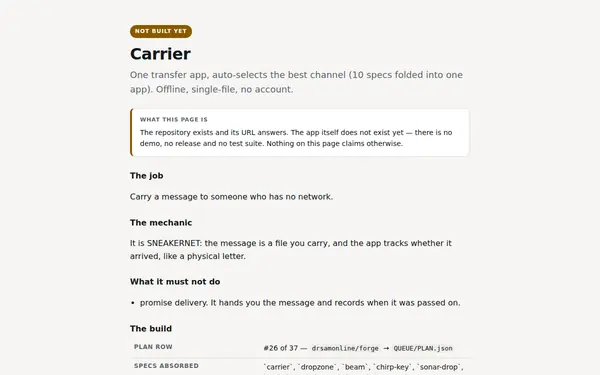 NOT BUILT YET
Carrier
One transfer app, auto-selects the best channel (10 specs folded into one
app). Offline, single-file, no account.
WHAT THIS PAGE IS
The repository exists and its URL answers. The app itself does not exist yet — there is no
demo, no release and no test suite. Nothing on this page claims otherwise.
The job
Carry a message to someone who has no network.
The mechanic
It is SNEAKERNET: the message is a file you carry, and the app tracks whether it
arrived, like a physical letter.
What it must not do
• promise delivery. It hands you the message and records when it was passed on.
The build
PLAN ROW #26 of 37 — drsamonline/forge → QUEUE/PLAN.json
SPECS ABSORBED `carrier`, `dropzone`, `beam`, `chirp-key`, `sonar-drop`,